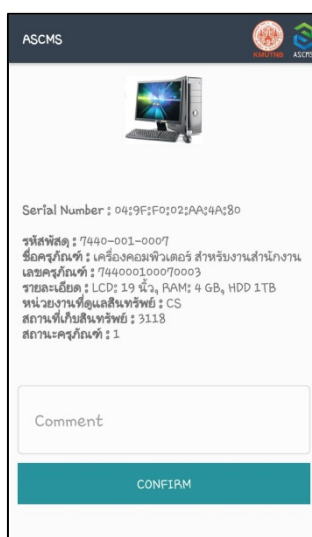 ASCMS
KMUTNB
ASCMS
Serial Number : 04:9F:F0:02:AA:4A:80
รหัสพัสดุ : 7440-001-0007
ชื่อครุภัณฑ์ : เครื่องคอมพิวเตอร์ สำหรับงานสำนักงาน
เลขครุภัณฑ์ : 74400010070003
รายละเอียด : LCD: 19 นิ้ว, RAM: 4 GB, HDD 1TB
หน่วยงานที่ดูแลสินทรัพย์ : CS
สถานที่เก็บสินทรัพย์ : 3118
สถานะครุภัณฑ์ : 1
Comment
CONFIRM